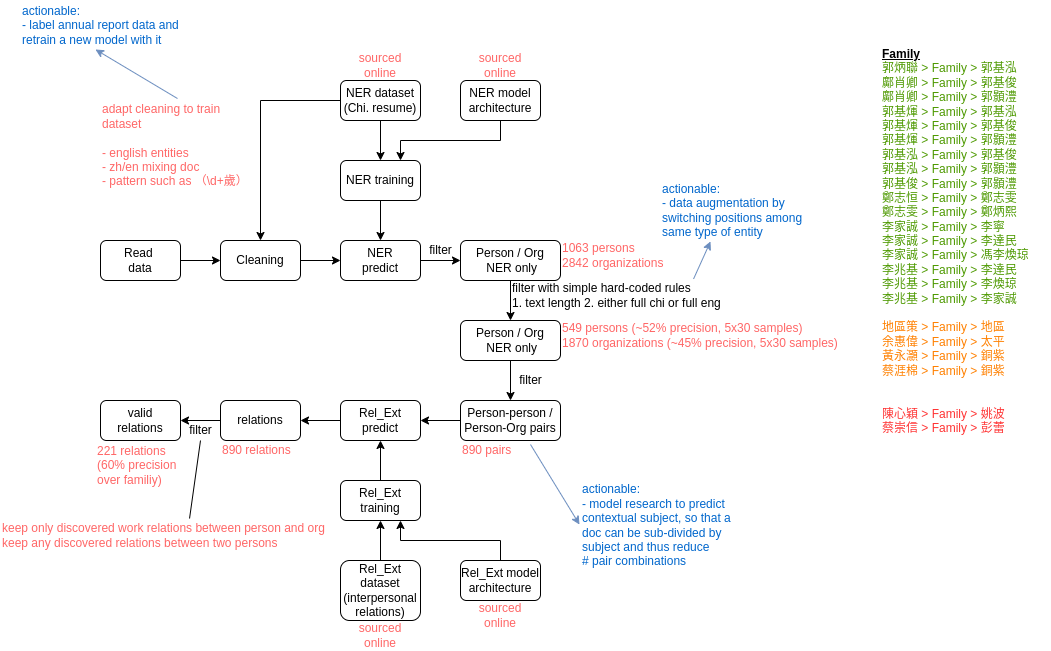 actionable:
- label annual report data and
retrain a new model with it
adapt cleaning to train
dataset
- english entities
- zh/en mixing doc
- pattern such as （\d+歲）
sourced
online
sourced
online
NER dataset
(Chi. resume)
NER model
architecture
NER training
Read
data
Cleaning
NER
predict
filter
Person / Org
NER only
1063 persons
2842 organizations
actionable:
- data augmentation by
switching positions among
same type of entity
filter with simple hard-coded rules
1. text length 2. either full chi or full eng
Person / Org
NER only
549 persons (~52% precision, 5x30 samples)
1870 organizations (~45% precision, 5x30 samples)
filter
valid
relations
filter
relations
Rel_Ext
predict
Person-person /
Person-Org pairs
221 relations
(60% precision
over familiy)
890 relations
890 pairs
keep only discovered work relations between person and org
keep any discovered relations between two persons
Rel_Ext
training
actionable:
- model research to predict
contextual subject, so that a
doc can be sub-divided by
subject and thus reduce
# pair combinations
Rel_Ext
dataset
(interpersonal
relations)
Rel_Ext model
architecture
sourced
online
sourced
online
Family
郭炳聯 > Family > 郭基泓
鄺肖卿 > Family > 郭基俊
鄺肖卿 > Family > 郭顥澧
郭基煇 > Family > 郭基泓
郭基煇 > Family > 郭基俊
郭基煇 > Family > 郭顥澧
郭基泓 > Family > 郭基俊
郭基泓 > Family > 郭顥澧
郭基俊 > Family > 郭顥澧
鄭志恒 > Family > 鄭志雯
鄭志雯 > Family > 鄭炳熙
李家誠 > Family > 李寧
李家誠 > Family > 李達民
李家誠 > Family > 馮李煥琼
李兆基 > Family > 李達民
李兆基 > Family > 李煥琼
李兆基 > Family > 李家誠
地區策 > Family > 地區
余惠偉 > Family > 太平
黃永灝 > Family > 銅紫
蔡涯棉 > Family > 銅紫
陳心穎 > Family > 姚波
蔡崇信 > Family > 彭蕾